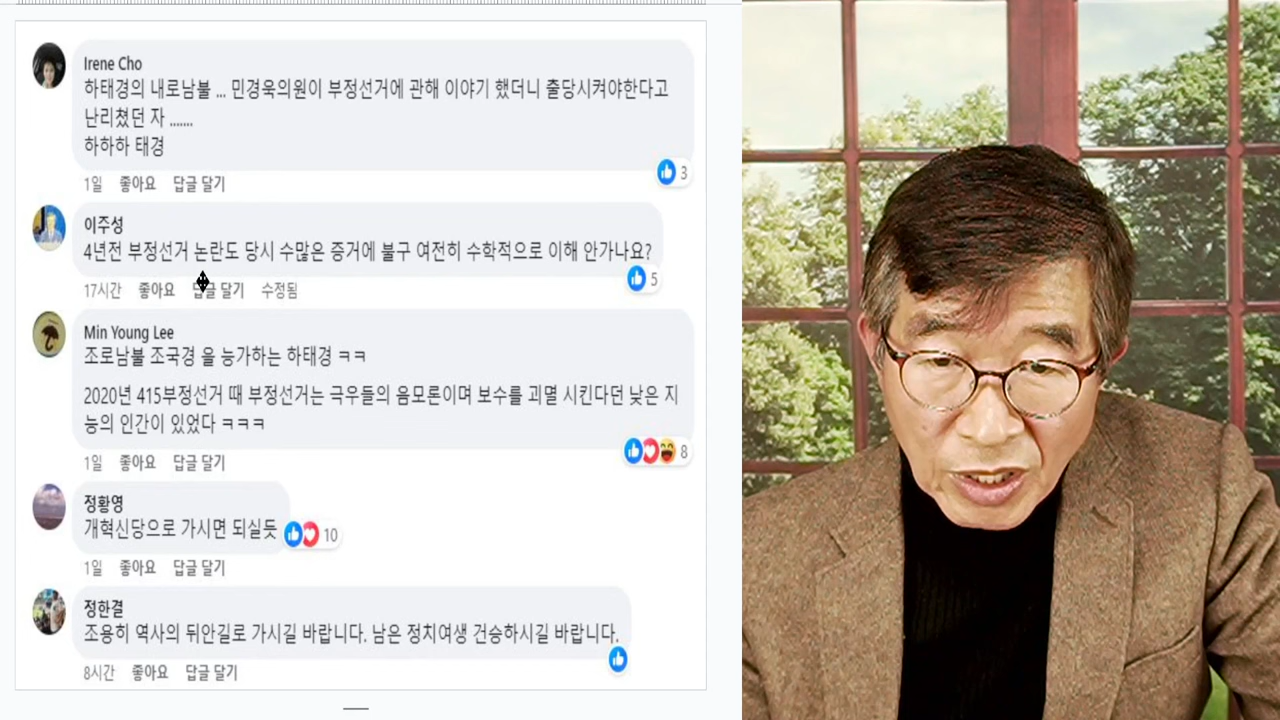 Irene Cho
하태경의 내로남불 ... 민경욱의원이 부정선거에 관해 이야기 했더니 출당시켜야한다고
난리쳤던 자 .......
하하하 태경
1일 좋아요 답글 달기
3
이주성
4년전 부정선거 논란도 당시 수많은 증거에 불구 여전히 수학적으로 이해 안가나요?
5
17시간 좋아요 답글 달기 수정됨
Min Young Lee
조로남불 조국경 을 능가하는 하태경 ㅋㅋ
2020년 415부정선거 때 부정선거는 극우들의 음모론이며 보수를 괴멸 시킨다던 낮은 지
능의 인간이 있었다 ㅋㅋㅋ
8
1일 좋아요 답글 달기
정황영
개혁신당으로 가시면 되실듯
10
1일 좋아요 답글 달기
정한결
조용히 역사의 뒤안길로 가시길 바랍니다. 남은 정치여생 건승하시길 바랍니다.
8시간 좋아요 답글 달기